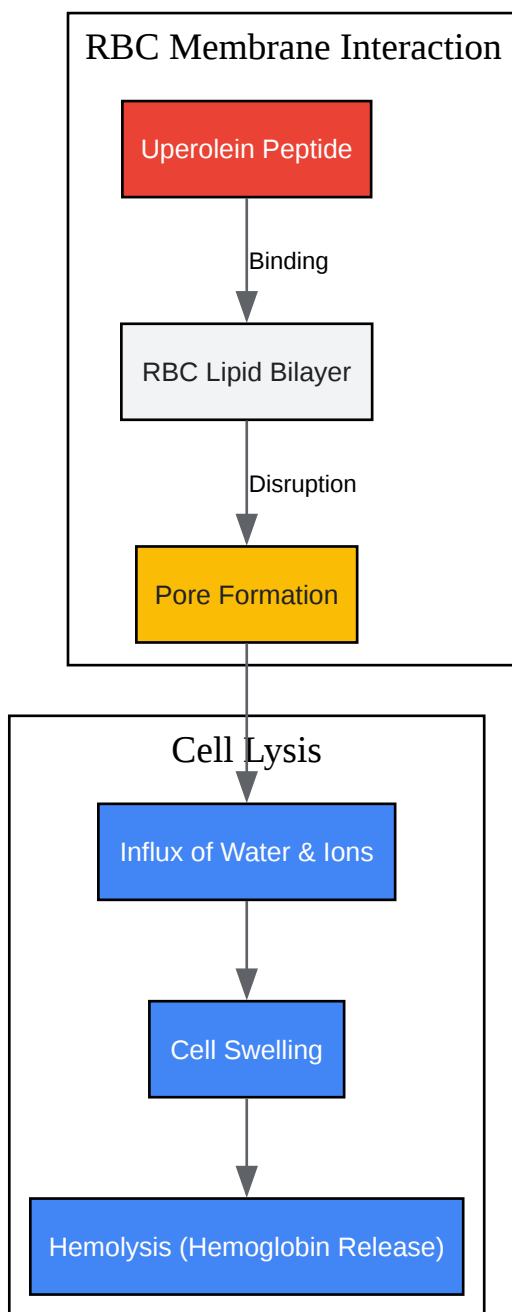 RBC Membrane Interaction
Uperolein Peptide
Binding
RBC Lipid Bilayer
Disruption
Pore Formation
Cell Lysis
Influx of Water & Ions
Cell Swelling
Hemolysis (Hemoglobin Release)